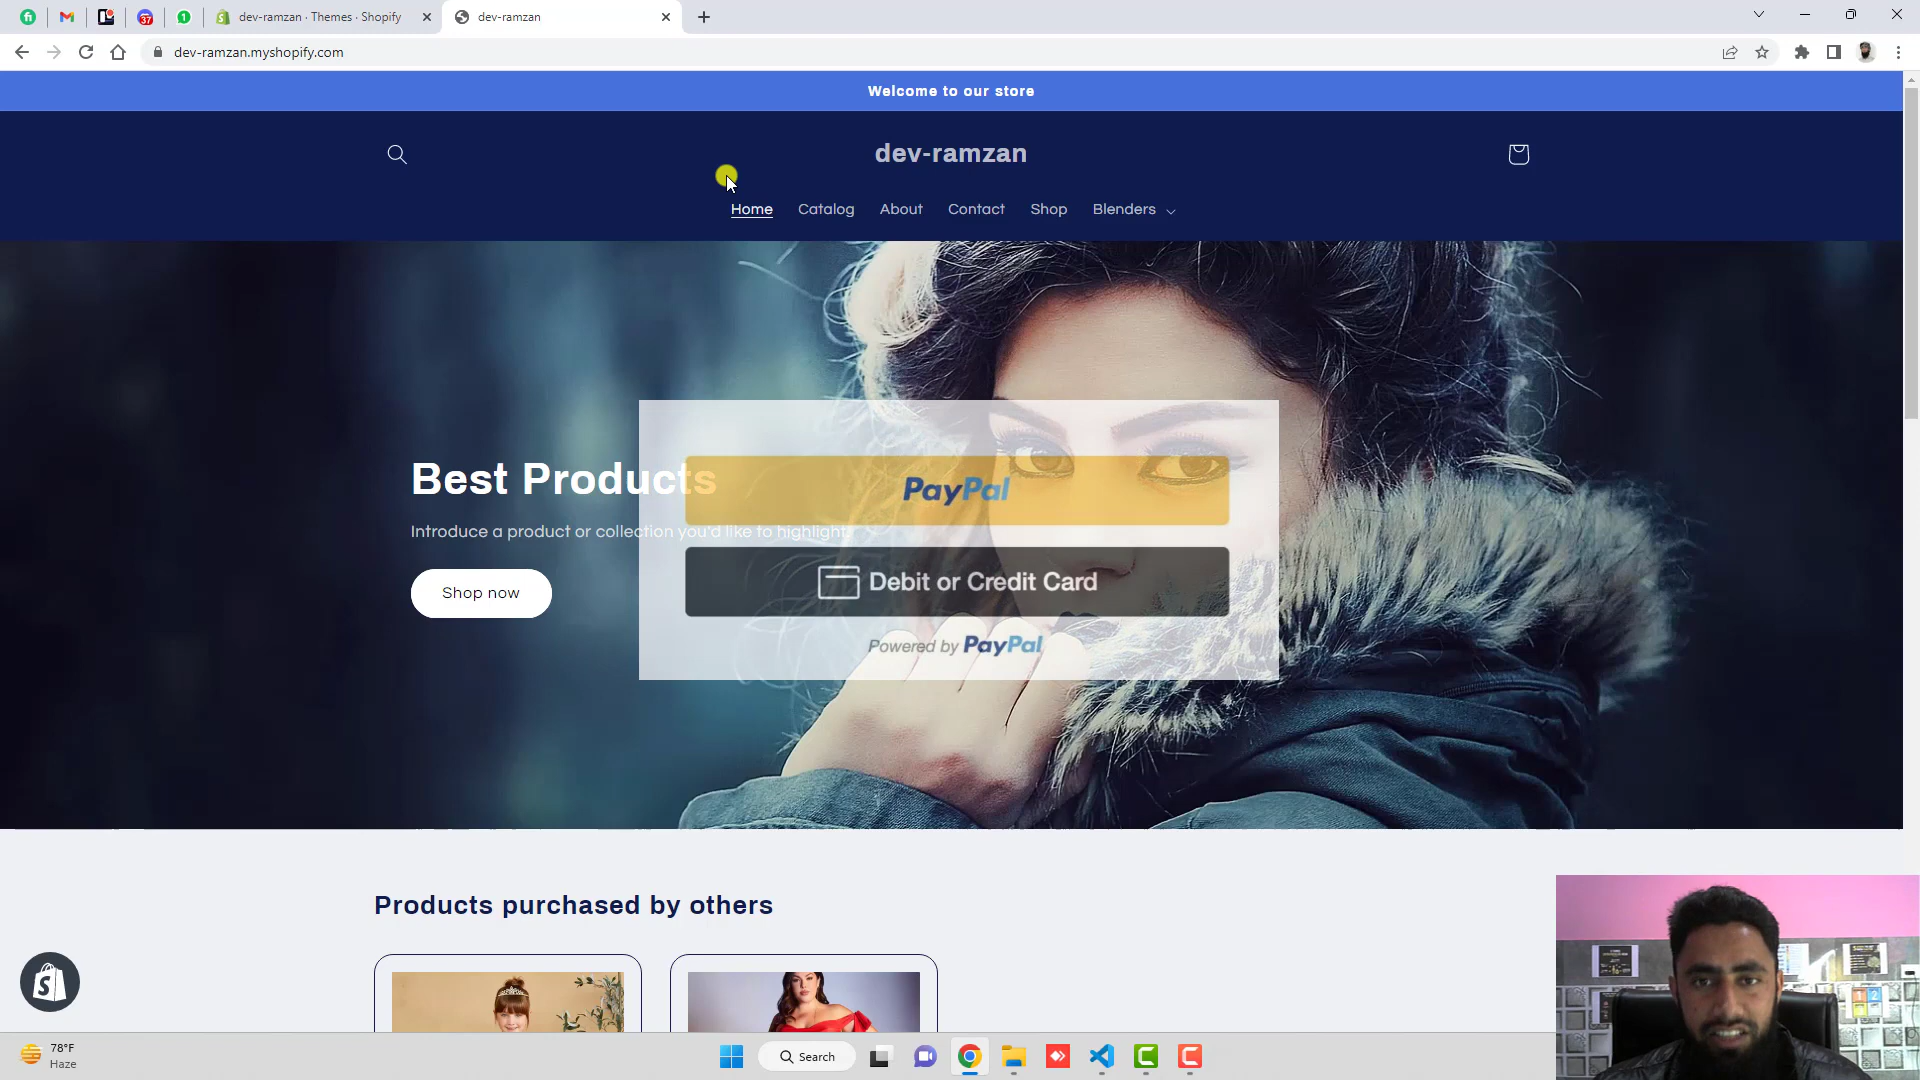 37
1
dev-ramzan · Themes · Shopify
dev-ramzan
dev-ramzan.myshopify.com
Welcome to our store
dev-ramzan
Home Catalog About Contact Shop Blenders
Best Products
Introduce a product or collection you'd like to highlight.
Shop now
PayPal
Debit or Credit Card
Powered by PayPal
Products purchased by others
78°F
Haze
Search